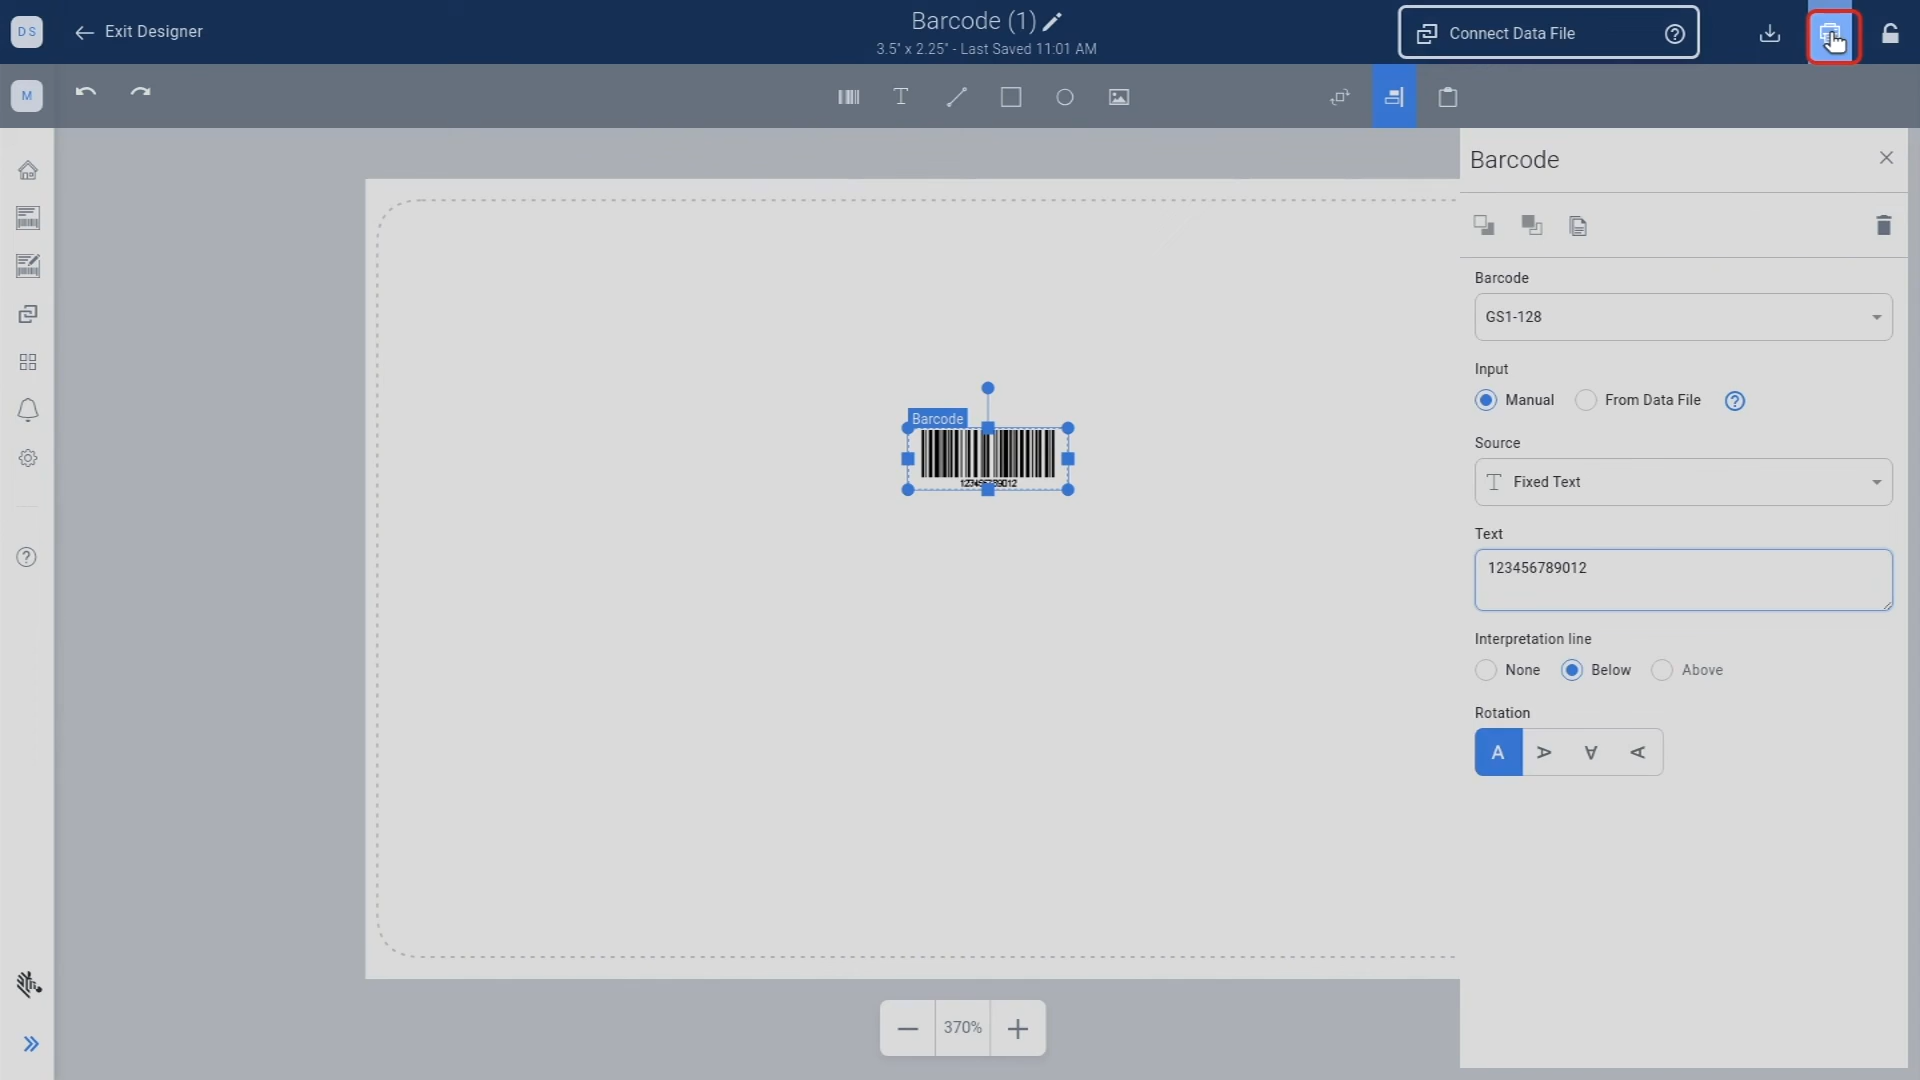 DS
Exit Designer
Barcode (1)
3.5" x 2.25" - Last Saved 11:01 AM
Connect Data File
?
M
T
Barcode
Barcode
123456789012
Barcode
GS1-128
Input
Manual
From Data File
?
Source
T Fixed Text
Text
123456789012
Interpretation line
None
Below
Above
Rotation
A A A A
?
370%